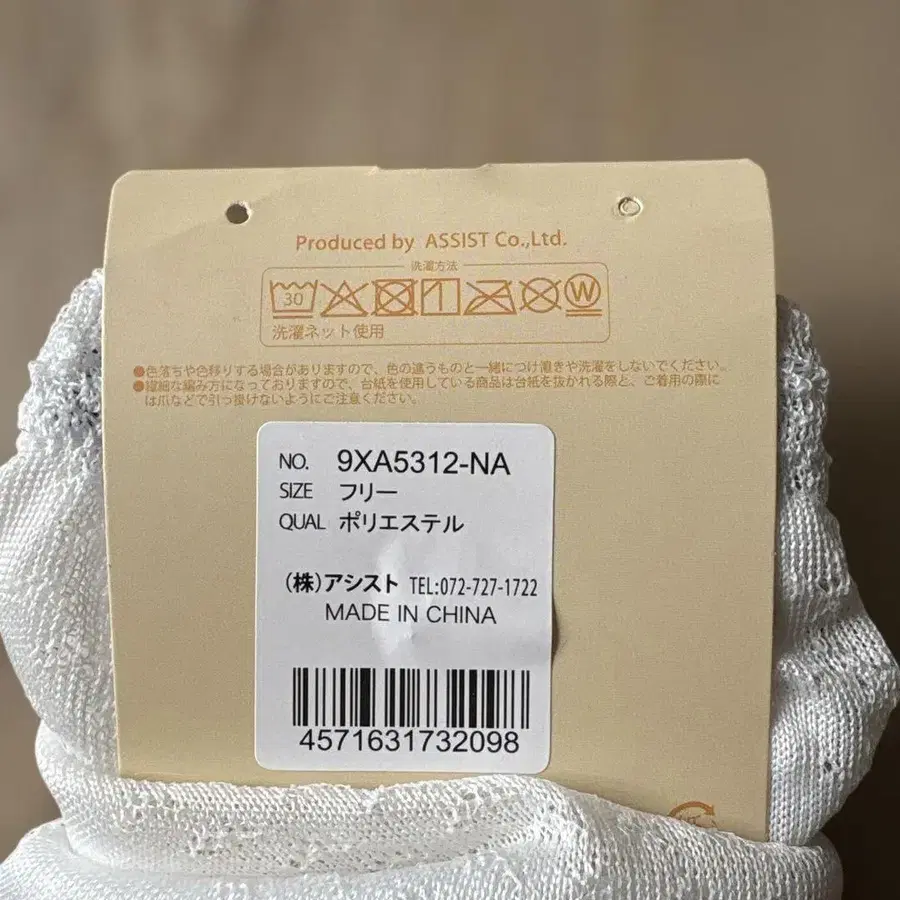 Produced by ASSIST Co.,Ltd.
洗濯方法
30 W
洗濯ネット使用
●色落ちや色移りする場合がありますので、色の違うものと一緒につけ置きや洗濯をしないでください。
●繊細な編み方になっておりますので、台紙を使用している商品は台紙を抜かれる際と、ご着用の際に
は爪などで引っ掛けないようにご注意ください。
NO. 9XA5312-NA
SIZE フリー
QUAL ポリエステル
(株)アシスト TEL:072-727-1722
MADE IN CHINA
4571631732098